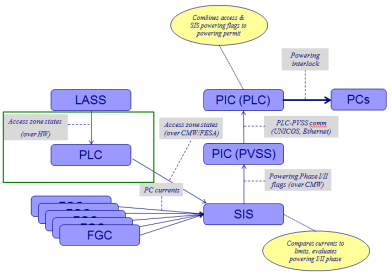 Combines access &
SIS powering flags to
powering permit
Powering
interlock
LASS
PIC (PLC)
PCs
Access zone states
(over HW)
Access zone states
(over CMW/FESA)
PLC-PVSS comm
(UNICOS, Ethernet)
PLC
PIC (PVSS)
PC currents
Powering Phase I/II
flags (over CMW)
SIS
FGC
Compares currents to
limits, evaluates
powering I/II phase